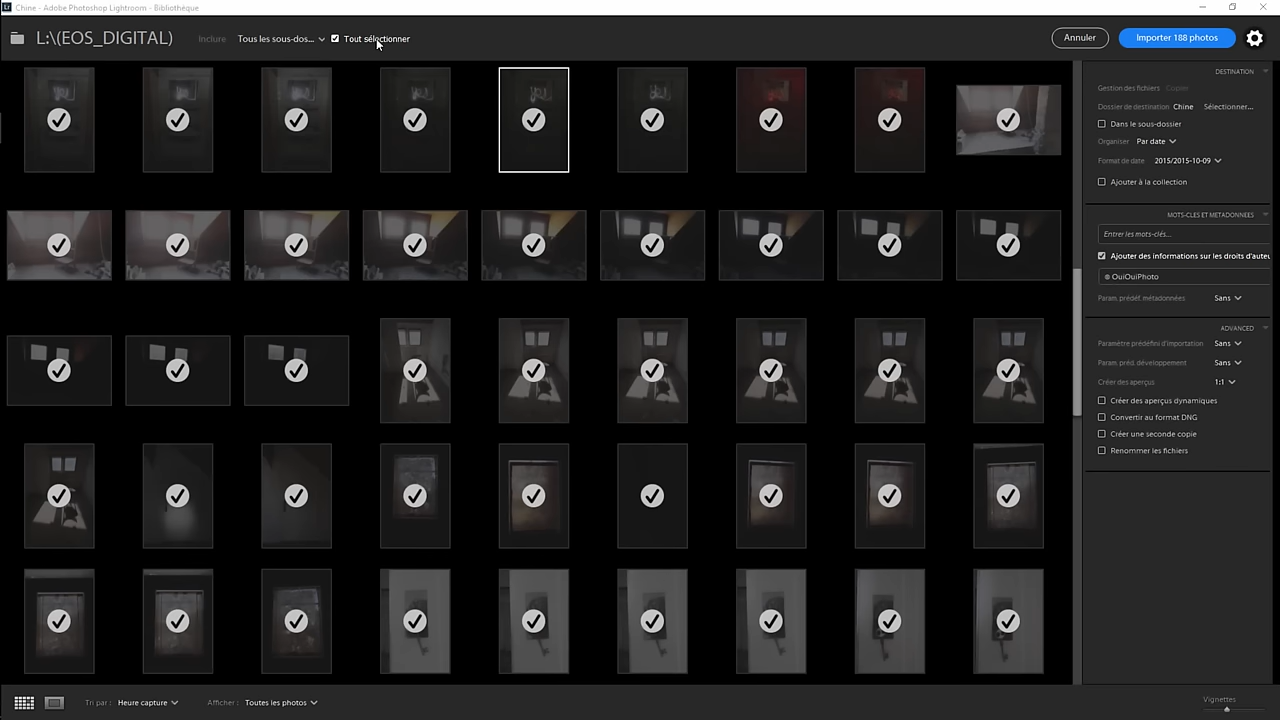 Chine - Adobe Photoshop Lightroom - Bibliothèque
L:\(EOS_DIGITAL)
Inclure
Tous les sous-dos...
Tout sélectionner
Annuler
Importer 188 photos
DESTINATION
Gestion des fichiers Copier
Dossier de destination Chine Sélectionner...
Dans le sous-dossier
Organiser Par date
Format de date 2015/2015-10-09
Ajouter à la collection
MOTS-CLES ET METADONNEES
Entrer les mots-clés...
Ajouter des informations sur les droits d'auteu
© OuiOuiPhoto
Param. prédéf. métadonnées Sans
ADVANCED
Paramètre prédéfini d'importation Sans
Param. préd. développement Sans
Créer des aperçus 1:1
Créer des aperçus dynamiques
Convertir au format DNG
Créer une seconde copie
Renommer les fichiers
Tri par : Heure capture
Afficher : Toutes les photos
Vignettes